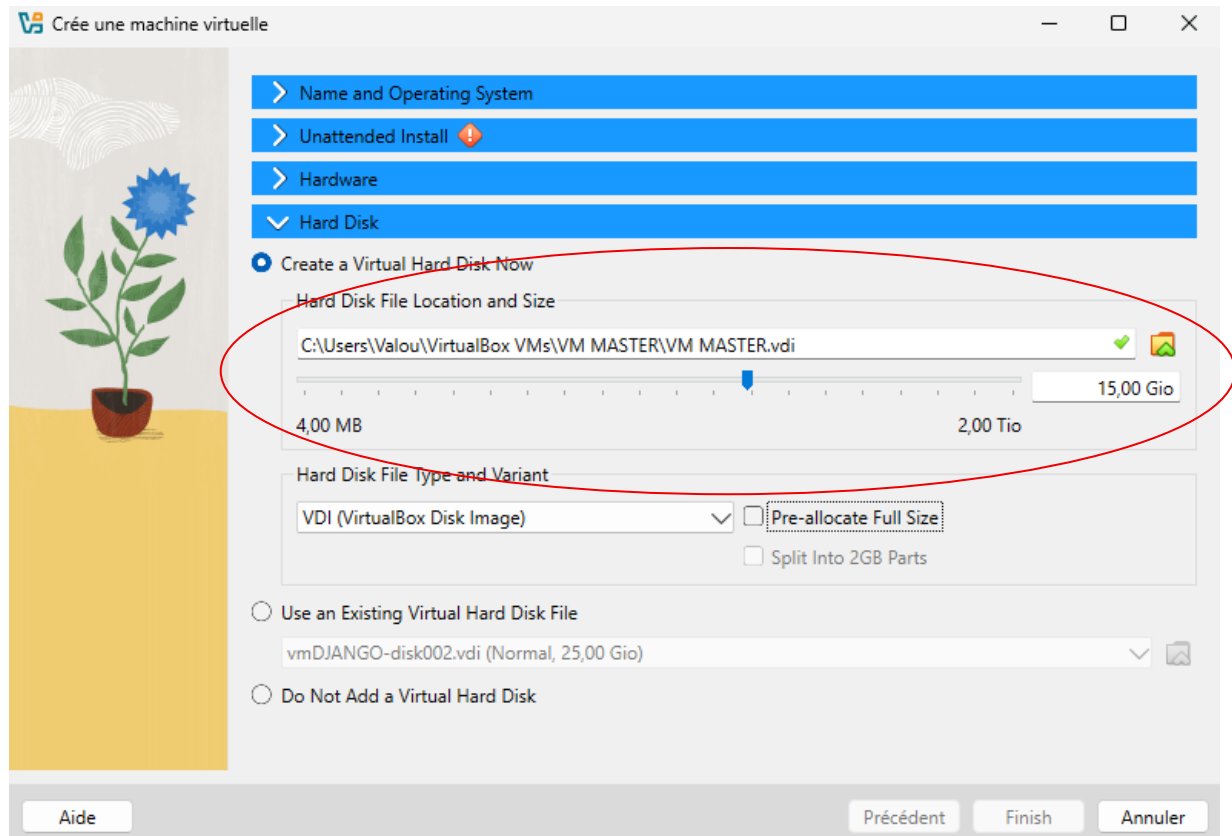 Crée une machine virtuelle
Name and Operating System
Unattended Install
Hardware
Hard Disk
Create a Virtual Hard Disk Now
Hard Disk File Location and Size
C:\Users\Valou\VirtualBox VMs\VM MASTER\VM MASTER.vdi
15,00 Gio
4,00 MB 2,00 Tio
Hard Disk File Type and Variant
VDI (VirtualBox Disk Image) Pre-allocate Full Size
Split Into 2GB Parts
Use an Existing Virtual Hard Disk File
vmDJANGO-disk002.vdi (Normal, 25,00 Gio)
Do Not Add a Virtual Hard Disk
Aide Précédent Finish Annuler